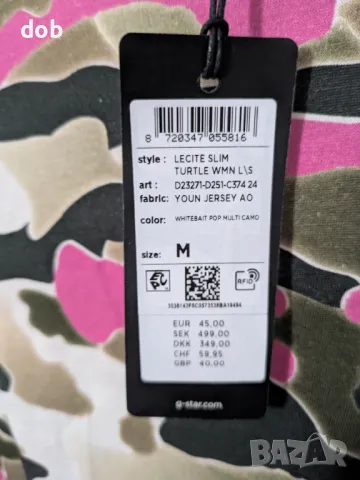 dob
8 720347 055816
style : LECITE SLIM
TURTLE WMN L\S
art : D23271-D251-C374 24
fabric: YOUN JERSEY AO
color: WHITEBAIT POP MULTI CAMO
size: M
RFID
EUR 45,00
SEK 499,00
DKK 349,00
CHF 59,95
GBP 40,00
g-star.com
BAZAR